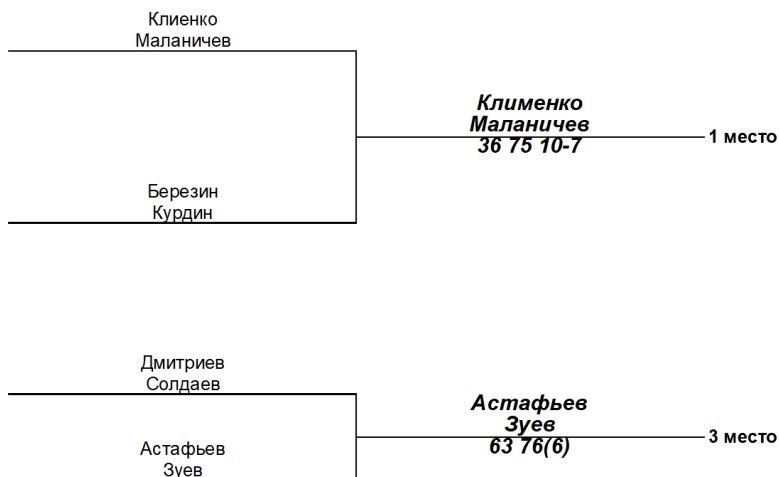 Клиенко
Маланичев
Клименко
Маланичев
36 75 10-7
1 место
Березин
Курдин
Дмитриев
Солдаев
Астафьев
Зуев
63 76(6)
3 место
Астафьев
Зуев